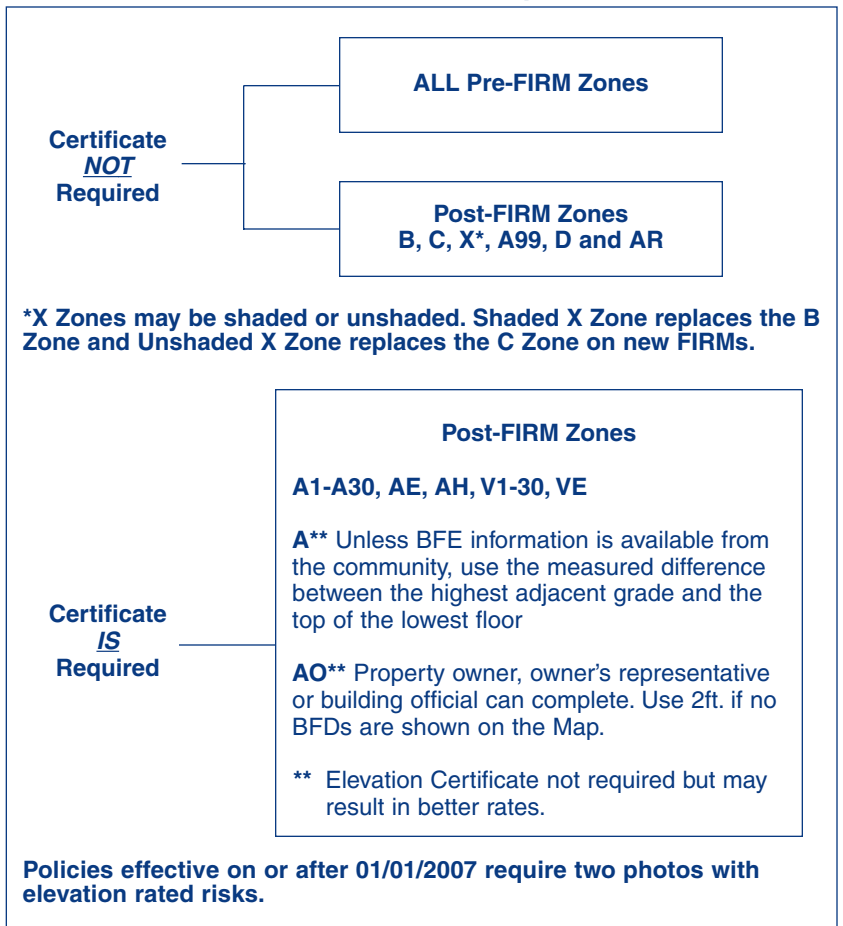 ALL Pre-FIRM Zones
Certificate
NOT
Required
Post-FIRM Zones
B, C, X*, A99, D and AR
*X Zones may be shaded or unshaded. Shaded X Zone replaces the B
Zone and Unshaded X Zone replaces the C Zone on new FIRMs.
Post-FIRM Zones
A1-A30, AE, AH, V1-30, VE
A** Unless BFE information is available from
the community, use the measured difference
between the highest adjacent grade and the
top of the lowest floor
Certificate
IS
Required
AO** Property owner, owner's representative
or building official can complete. Use 2ft. if no
BFDs are shown on the Map.
** Elevation Certificate not required but may
result in better rates.
Policies effective on or after 01/01/2007 require two photos with
elevation rated risks.